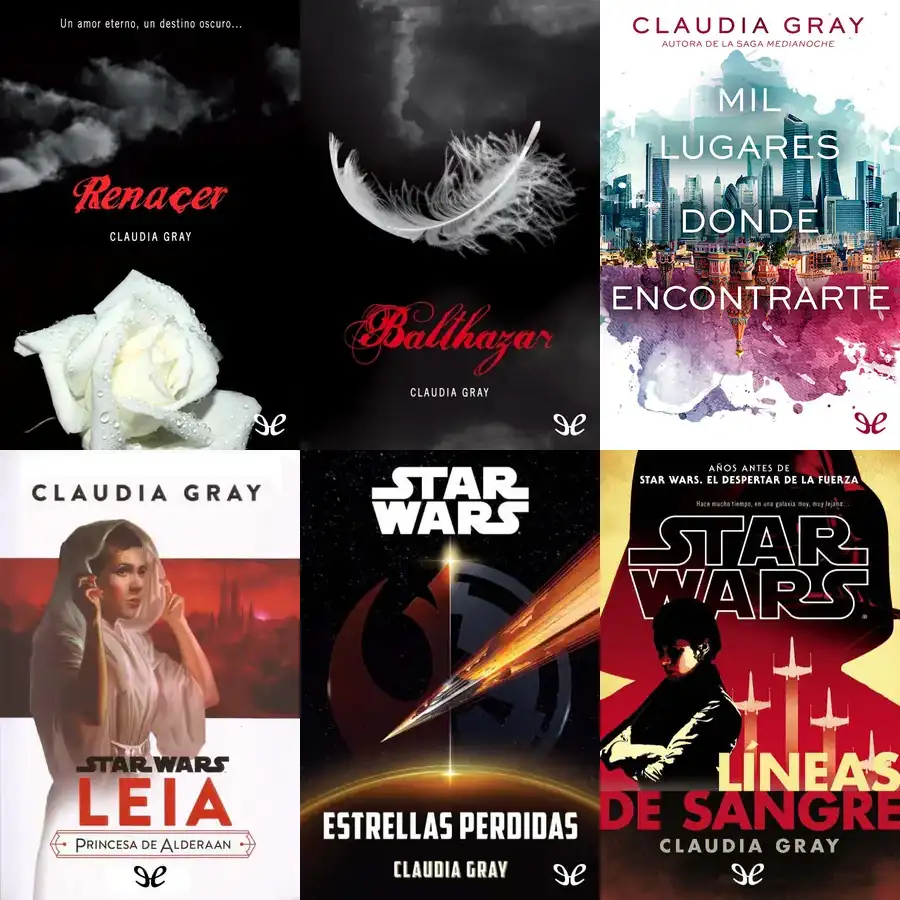 Un amor eterno, un destino oscuro...
Renacer
CLAUDIA GRAY
Balthazar
CLAUDIA GRAY
CLAUDIA GRAY
AUTORA DE LA SAGA MEDIANOCHE
MIL
LUGARES
DONDE
ENCONTRARTE
CLAUDIA GRAY
STAR WARS
LEIA
PRINCESA DE ALDERAAN
STAR
WARS
ESTRELLAS PERDIDAS
CLAUDIA GRAY
AÑOS ANTES DE
STAR WARS. EL DESPERTAR DE LA FUERZA
Hace mucho tiempo, en una galaxia muy, muy lejana...
STAR
WARS
LÍNEAS
DE SANGRE
CLAUDIA GRAY